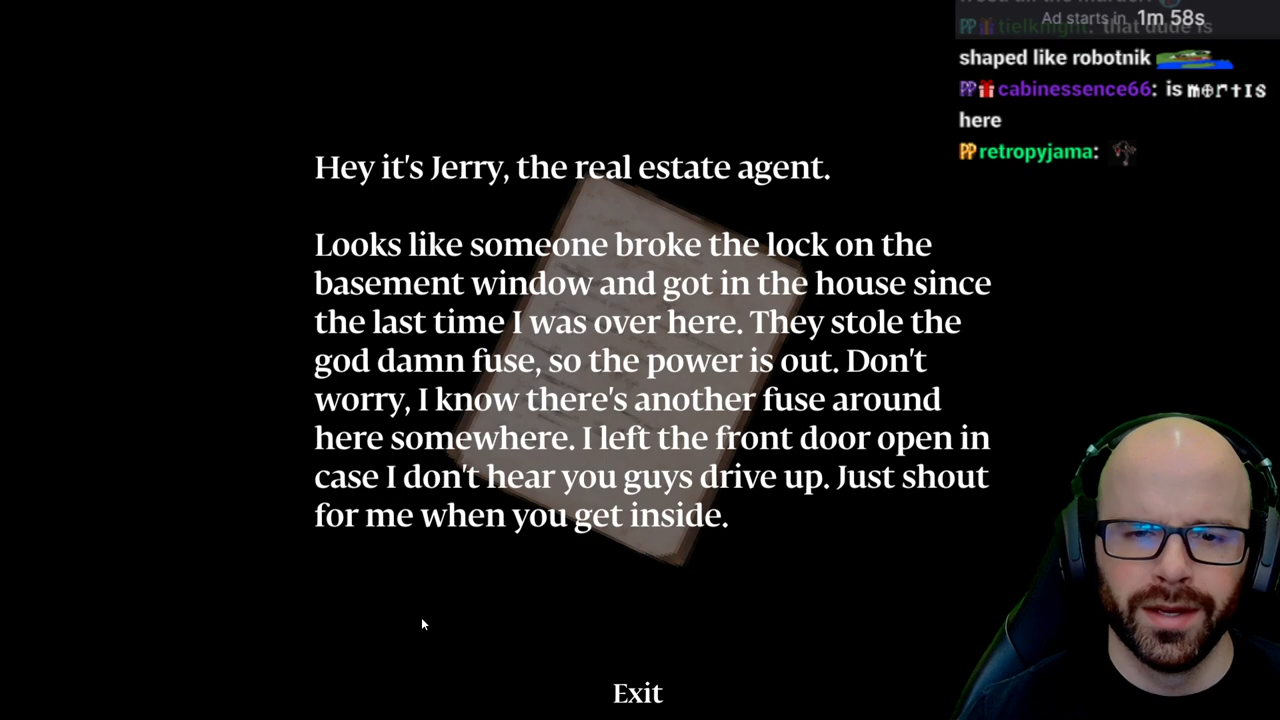 Ad starts in 1m 58s
tielknight: that dude is
shaped like robotnik
cabinessence66: is mortis
here
retropyjama:
Hey it's Jerry, the real estate agent.
Looks like someone broke the lock on the
basement window and got in the house since
the last time I was over here. They stole the
god damn fuse, so the power is out. Don't
worry, I know there's another fuse around
here somewhere. I left the front door open in
case I don't hear you guys drive up. Just shout
for me when you get inside.
Exit